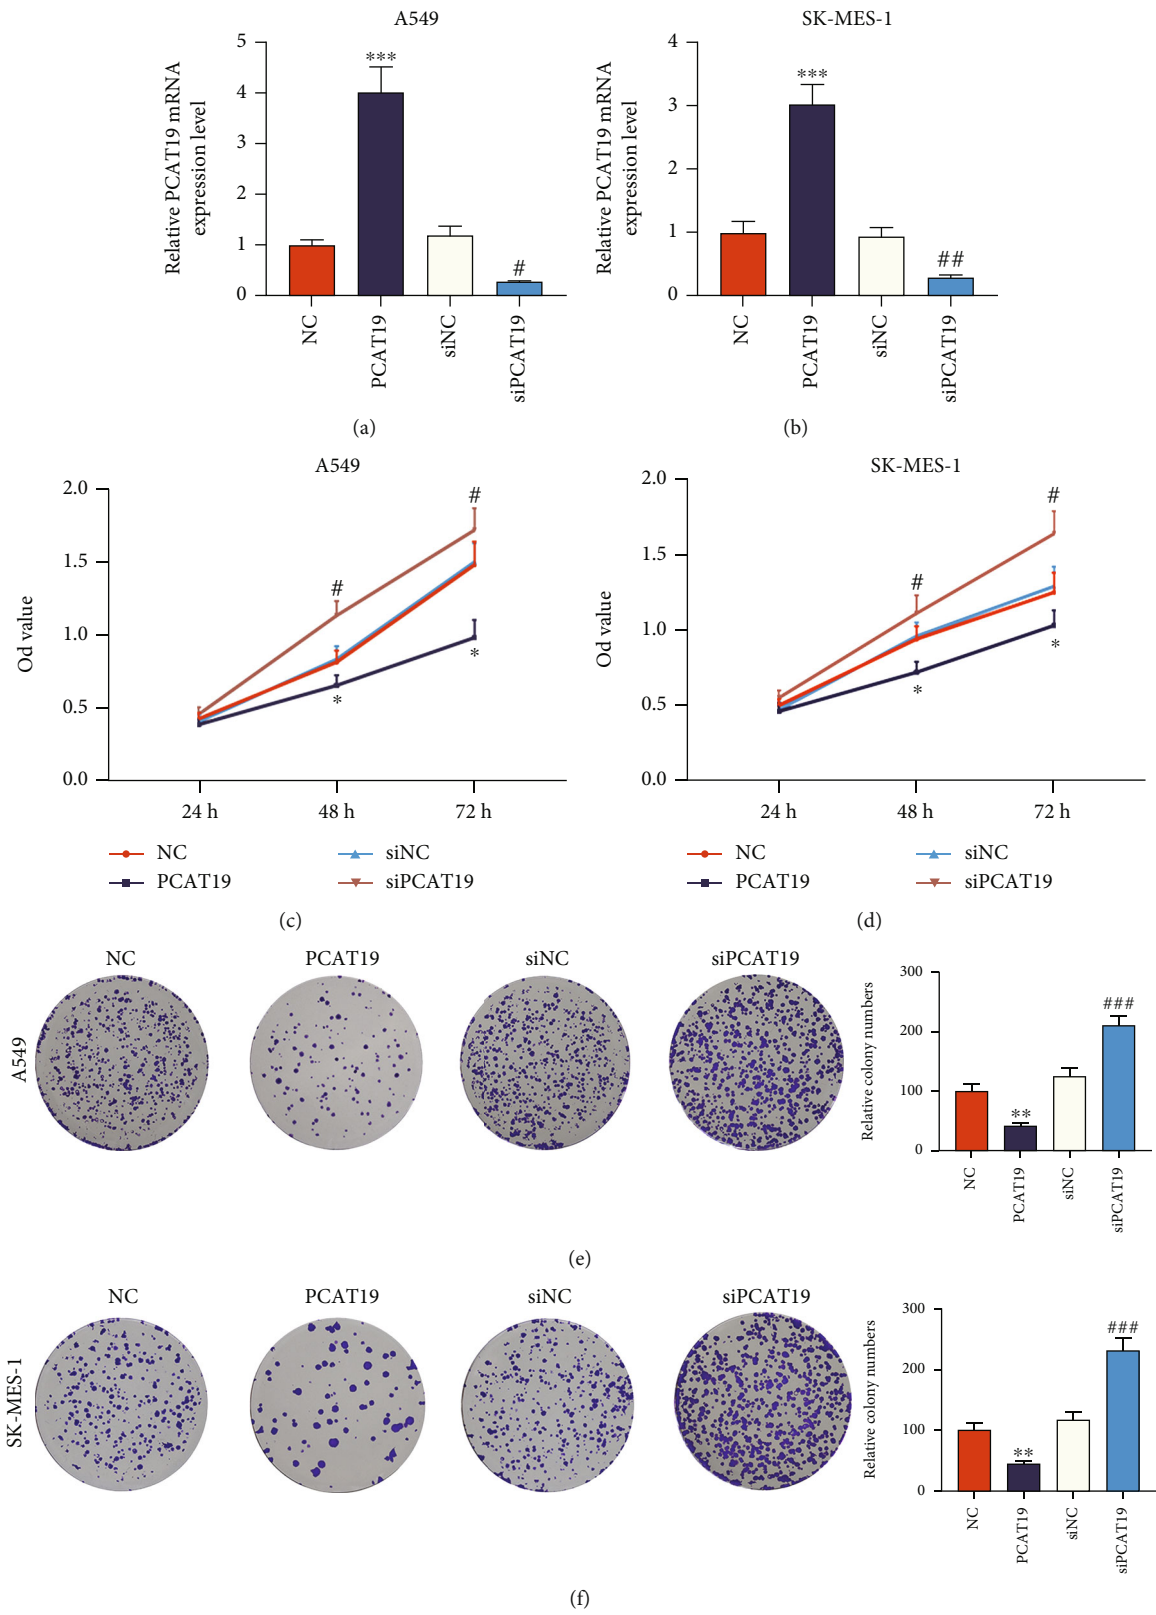 A549
Relative PCAT19 mRNA
expression level
5
4
3
2
1
0
***
#
NC
PCAT19
siNC
siPCAT19
(a)
SK-MES-1
Relative PCAT19 mRNA
expression level
4
3
2
1
0
***
##
NC
PCAT19
siNC
siPCAT19
(b)
A549
Od value
2.0
1.5
1.0
0.5
0.0
#
#
*
*
24 h
48 h
72 h
NC
siNC
PCAT19
siPCAT19
(c)
SK-MES-1
Od value
2.0
1.5
1.0
0.5
0.0
#
#
*
*
24 h
48 h
72 h
NC
siNC
PCAT19
siPCAT19
(d)
NC
PCAT19
siNC
siPCAT19
A549
Relative colony numbers
300
200
100
0
**
###
NC
PCAT19
siNC
siPCAT19
(e)
NC
PCAT19
siNC
siPCAT19
SK-MES-1
Relative colony numbers
300
200
100
0
**
###
NC
PCAT19
siNC
siPCAT19
(f)